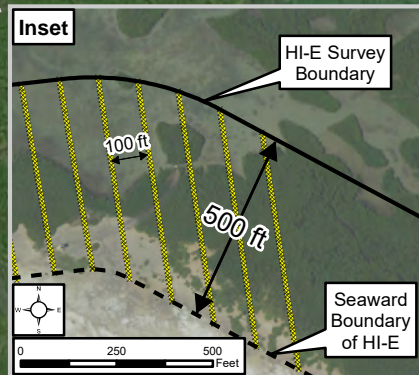 Inset
HI-E Survey
Boundary
100 ft
500 ft
N
W
E
S
Seaward
Boundary
of HI-E
0
250
500
Feet